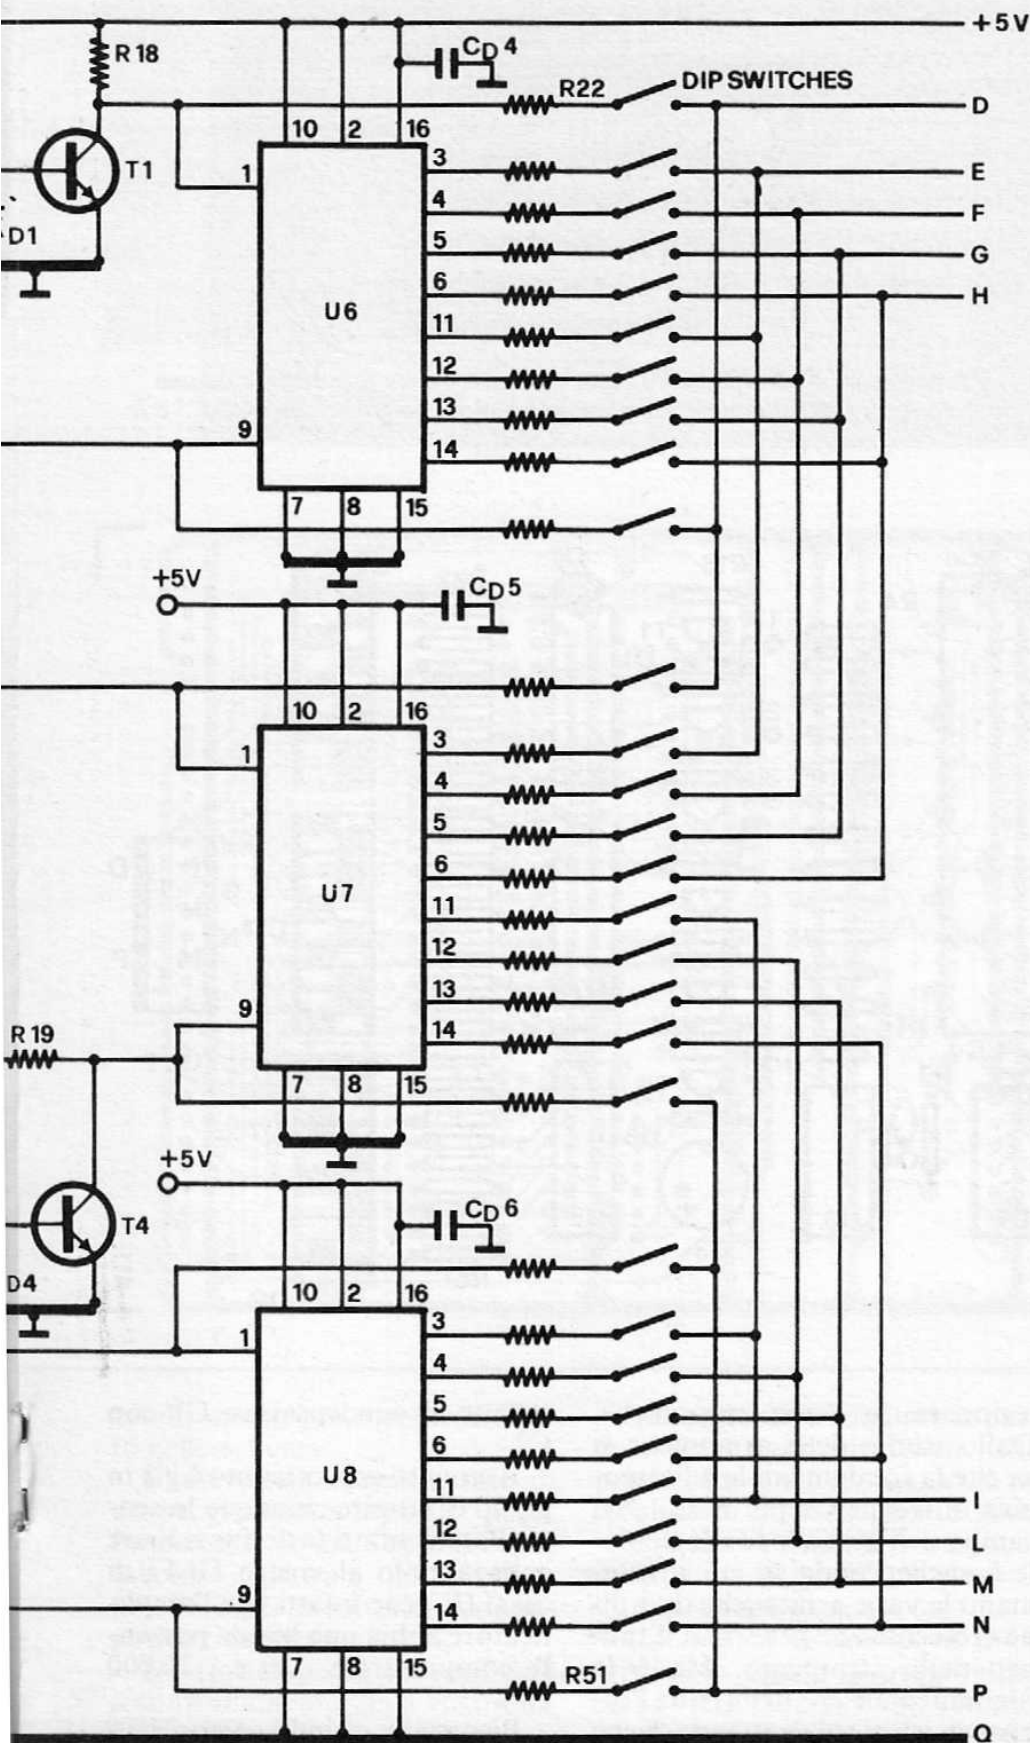 +5V
R18
CD4
R22
DIP SWITCHES
D
10 2 16
T1
1
3
E
4
F
D1
5
G
6
H
U6
11
12
13
9
14
7 8 15
+5V
CD5
10 2 16
1
3
4
5
6
U7
11
12
13
9
14
R19
7 8 15
+5V
CD6
T4
D4
10 2 16
1
3
4
5
6
U8
11
I
12
L
13
M
9
14
N
7 8 15
R51
P
Q